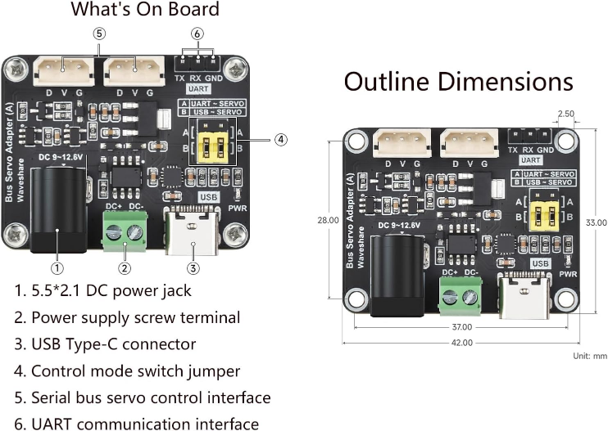 What's On Board
⑤
⑥
D V G
D V G
TX RX GND
UART
A UART ~ SERVO
B USB ~ SERVO
A
A
B
B
④
Bus Servo Adapter (A)
Waveshare
DC 9~12.6V
DC+ DC-
USB
PWR
①
②
③
1. 5.5*2.1 DC power jack
2. Power supply screw terminal
3. USB Type-C connector
4. Control mode switch jumper
5. Serial bus servo control interface
6. UART communication interface
Outline Dimensions
2.50
D V G
D V G
TX RX GND
UART
A UART ~ SERVO
B USB ~ SERVO
A
A
B
B
Bus Servo Adapter (A)
Waveshare
DC 9~12.6V
DC+ DC-
USB
PWR
28.00
33.00
37.00
42.00
Unit: mm